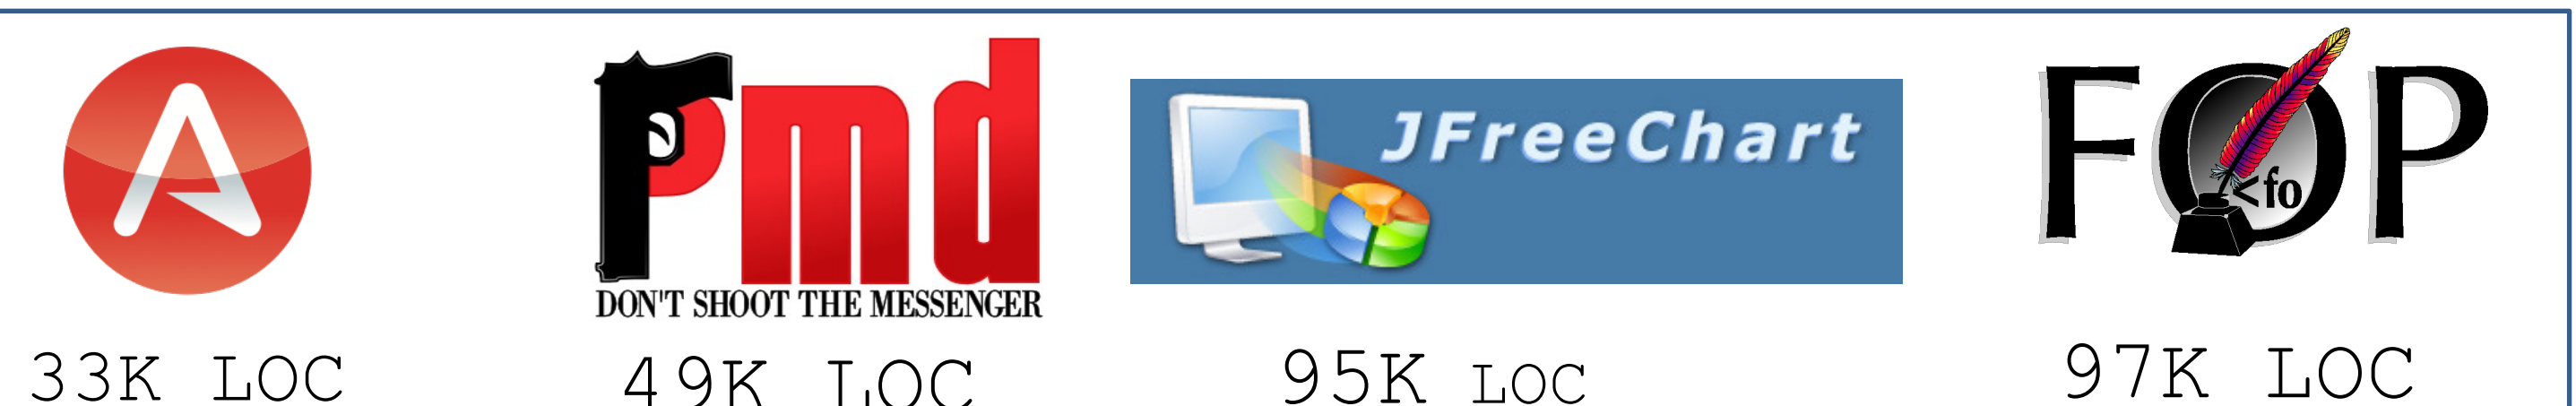 Pmd
DON'T SHOOT THE MESSENGER
JFreeChart
FOP
<fo
33K LOC
49K LOC
95K LOC
97K LOC